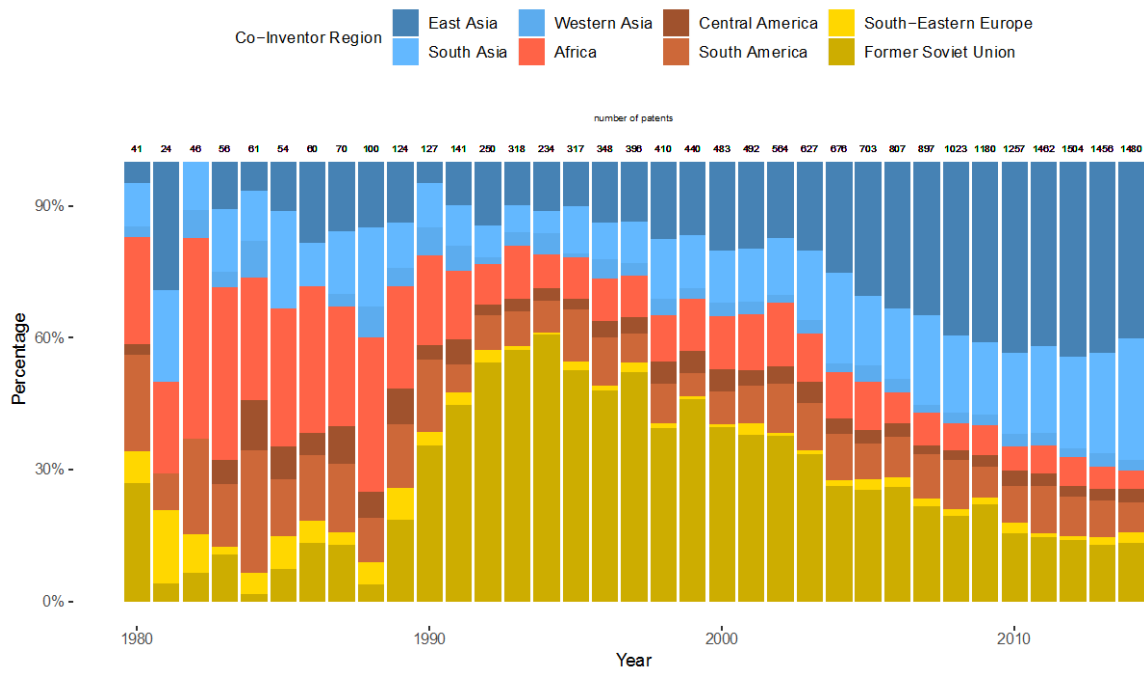 Co-Inventor Region
East Asia Western Asia Central America South-Eastern Europe
South Asia Africa South America Former Soviet Union
number of patents
41 24 46 56 61 54 60 70 100 124 127 141 250 318 234 317 348 396 410 440 483 492 564 627 676 703 807 897 1023 1180 1257 1462 1504 1456 1480
90%
60%
30%
0%
Percentage
1980 1990 2000 2010
Year